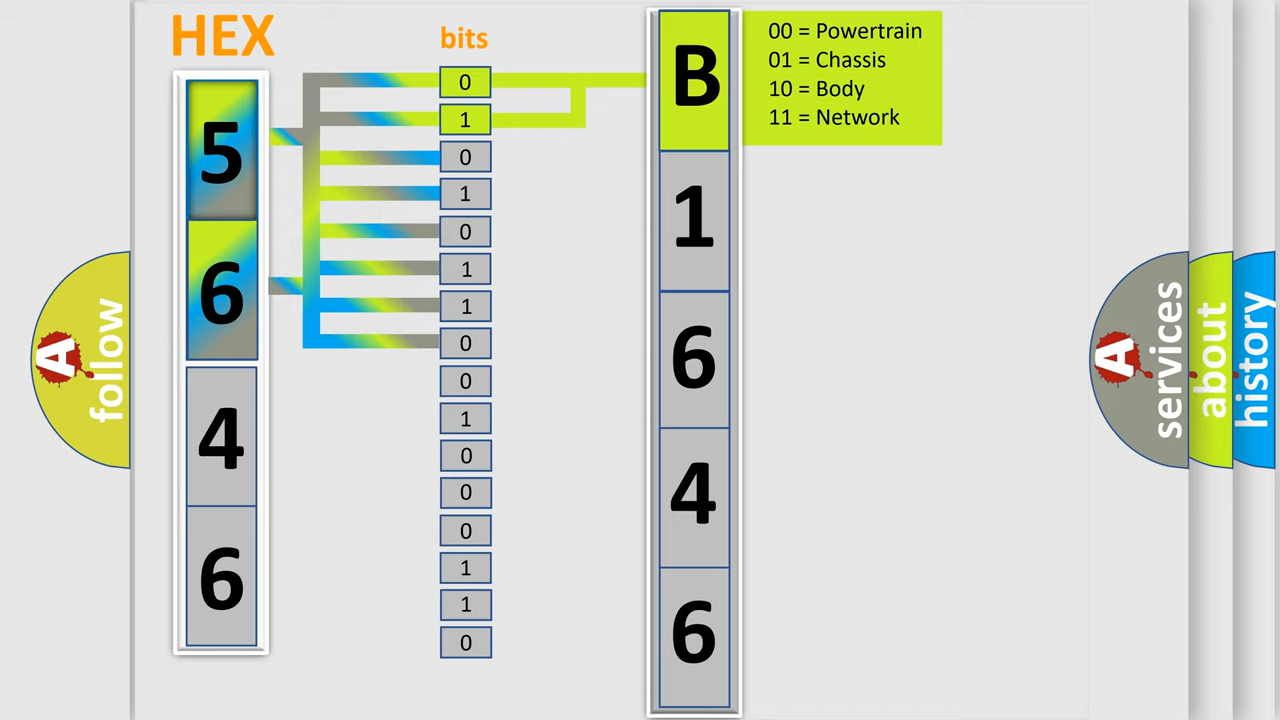 HEX
bits
5
6
4
6
0
1
0
1
0
1
1
0
0
1
0
0
0
1
1
0
B
1
6
4
6
00 = Powertrain
01 = Chassis
10 = Body
11 = Network
A
follow
A
services
about
history